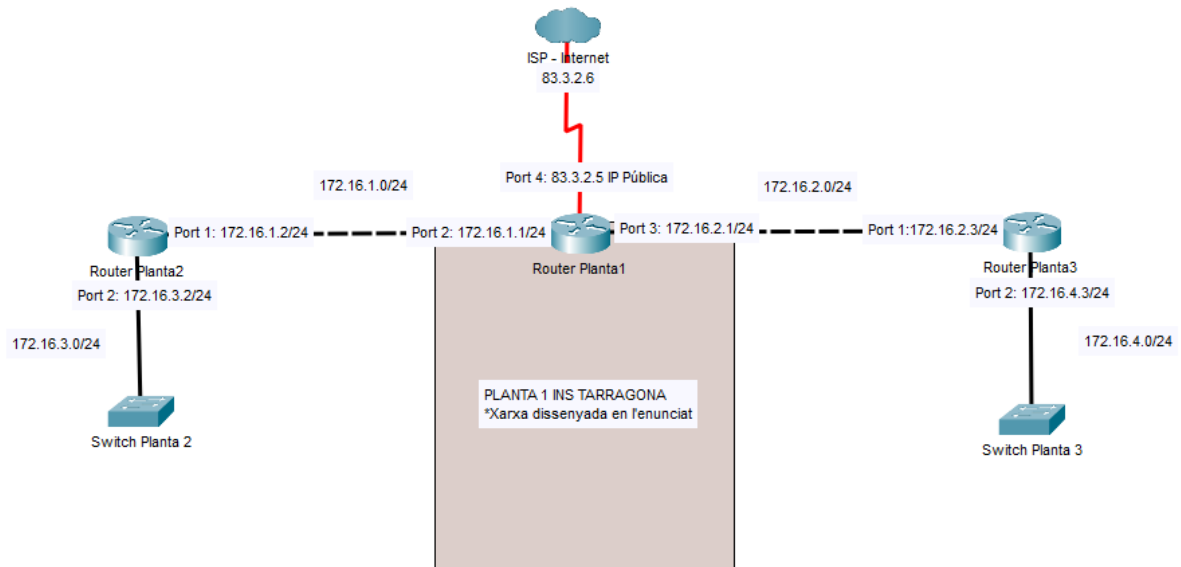 ISP - Internet
83.3.2.6
172.16.1.0/24
Port 4: 83.3.2.5 IP Pública
172.16.2.0/24
Port 1: 172.16.1.2/24
Port 2: 172.16.1.1/24
Port 3: 172.16.2.1/24
Port 1:172.16.2.3/24
Router Planta2
Router Planta1
Router Planta3
Port 2: 172.16.3.2/24
Port 2: 172.16.4.3/24
172.16.3.0/24
172.16.4.0/24
PLANTA 1 INS TARRAGONA
*Xarxa dissenyada en l'enunciat
Switch Planta 2
Switch Planta 3